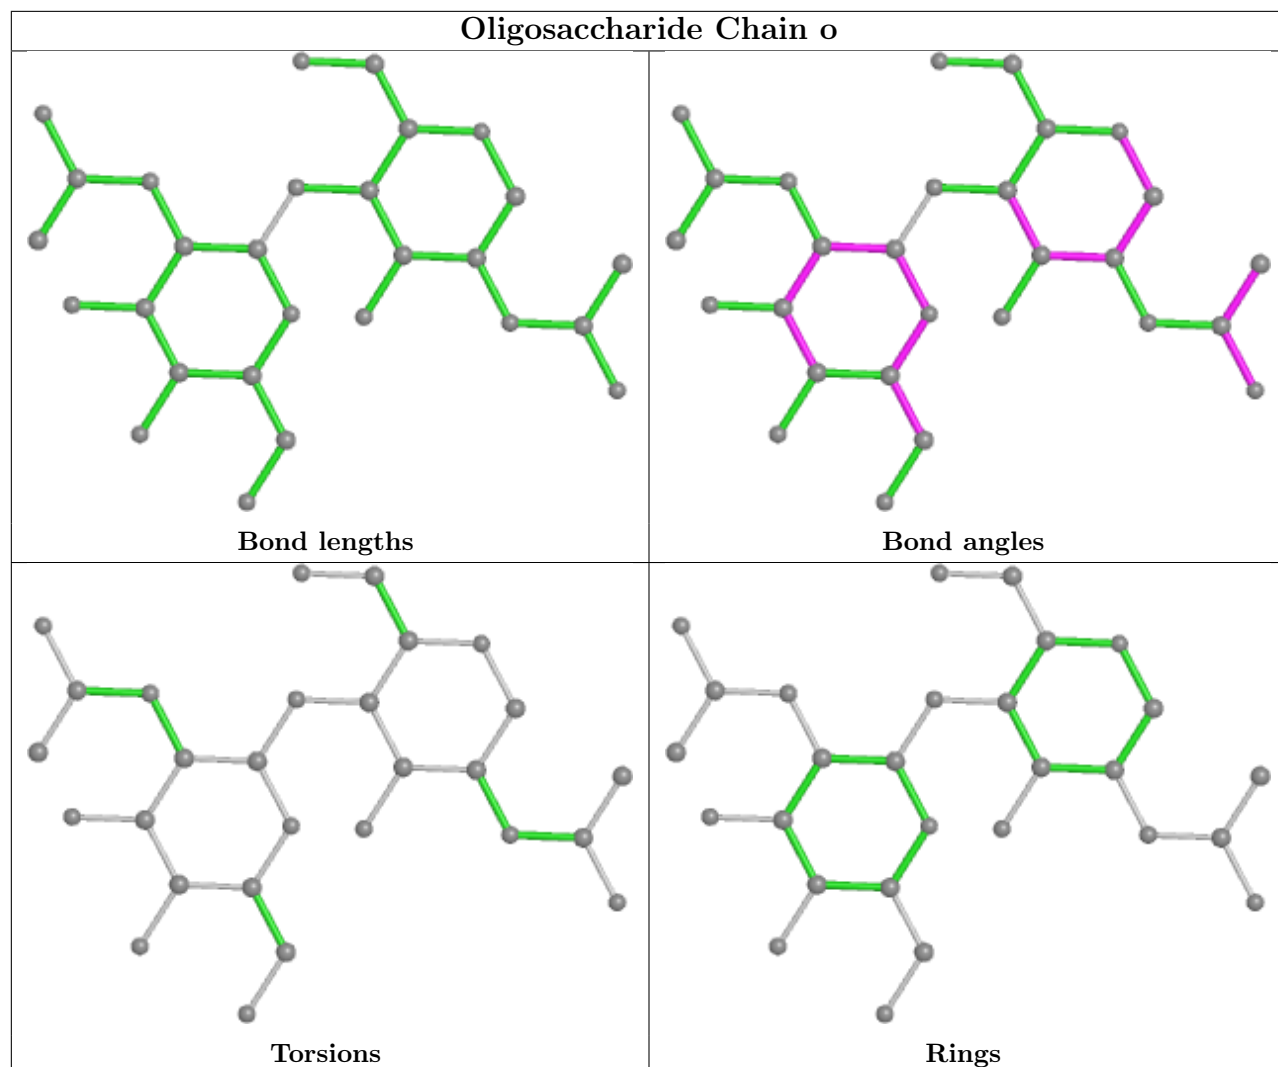 Oligosaccharide Chain o
Bond lengths
Bond angles
Torsions
Rings